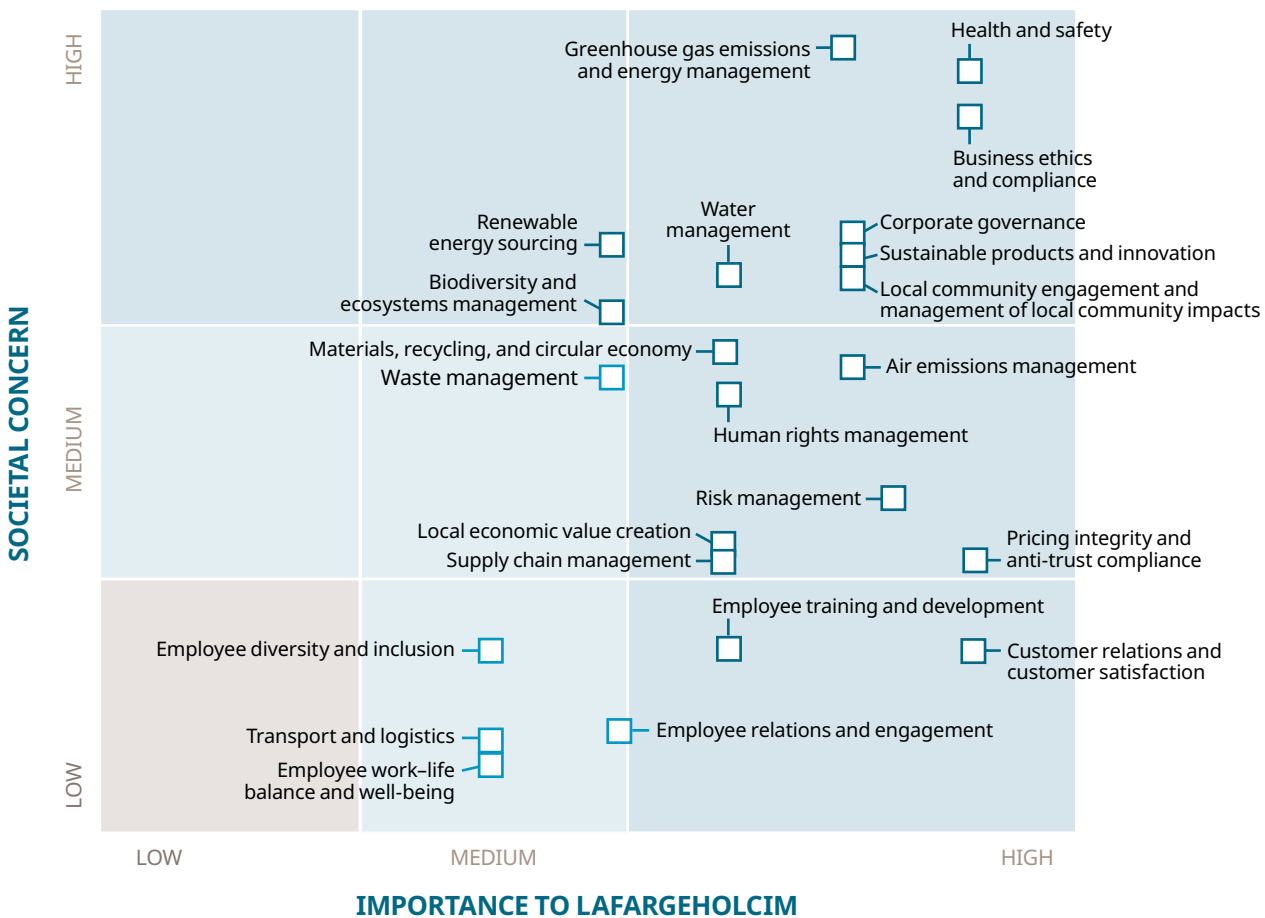 HIGH
Health and safety
Greenhouse gas emissions
and energy management
Business ethics
and compliance
Water
management
Renewable
energy sourcing
Corporate governance
Sustainable products and innovation
Biodiversity and
ecosystems management
Local community engagement and
management of local community impacts
SOCIETAL CONCERN
MEDIUM
Materials, recycling, and circular economy
Waste management
Air emissions management
Human rights management
Risk management
Local economic value creation
Supply chain management
Pricing integrity and
anti-trust compliance
Employee training and development
Employee diversity and inclusion
Customer relations and
customer satisfaction
Employee relations and engagement
Transport and logistics
Employee work–life
balance and well-being
LOW
LOW
MEDIUM
HIGH
IMPORTANCE TO LAFARGEHOLCIM